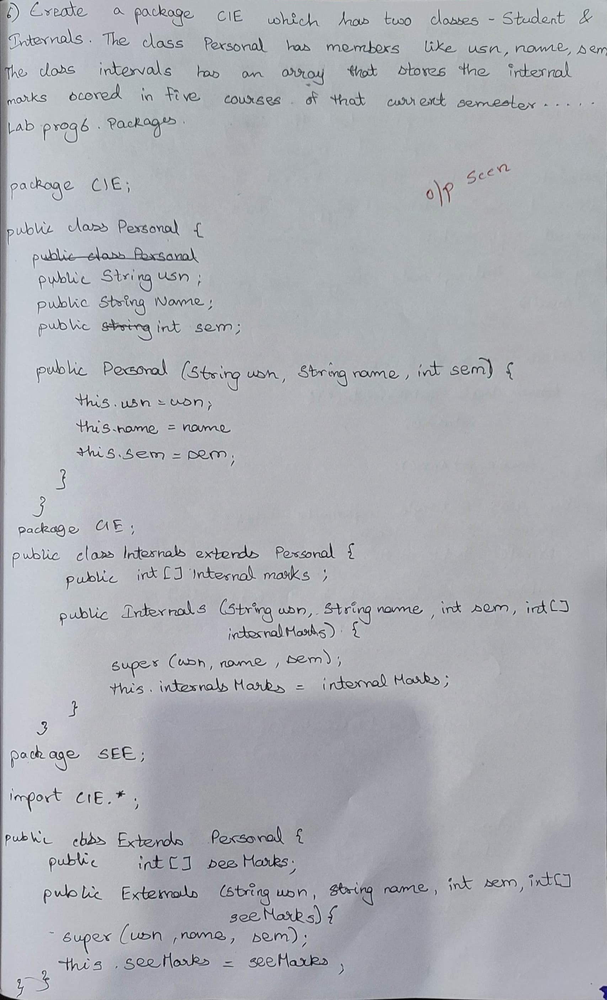 6) Create a package CIE which has two classes - Student &
Internals. The class Personal has members like usn, name, sem
The class intervals has an array that stores the internal
marks scored in five courses of that current semester .....
Lab prog6. Packages.
o/p seen
package CIE;
public class Personal {
public class Personal
public String usn;
public String Name;
public string int sem;
public Personal (String usn, String name, int sem) {
this.usn = usn;
this.name = name
this.sem = sem;
}
}
package CIE;
public class Internals extends Personal {
public int [] Internal marks;
public Internals (String usn, String name, int sem, int []
internalMarks) {
super (usn, name, sem);
this.internals Marks = internal Marks;
}
}
package SEE;
import CIE.*;
public class Extends Personal {
public int [] see Marks;
public Externals (String usn, String name, int sem, int []
see Marks) {
super (usn, name, sem);
this.seeMarks = seeMarks;
} }